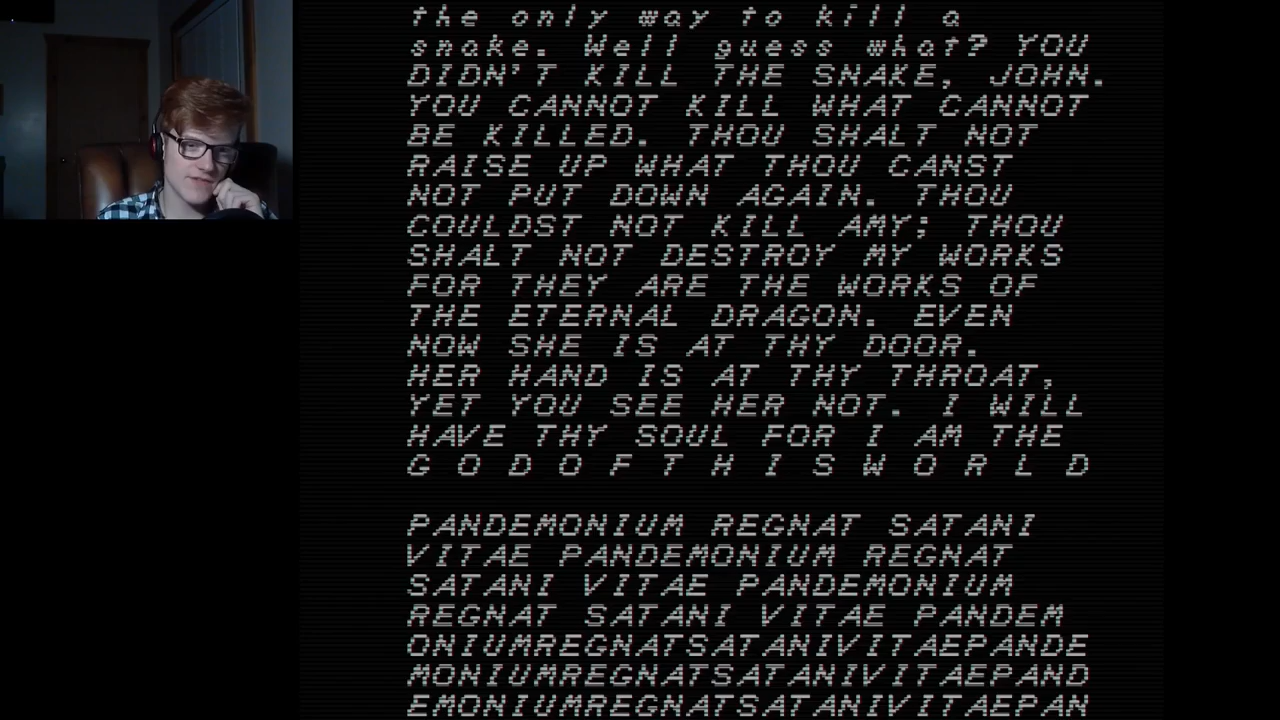 the only way to kill a
snake. Well guess what? YOU
DIDN'T KILL THE SNAKE, JOHN.
YOU CANNOT KILL WHAT CANNOT
BE KILLED. THOU SHALT NOT
RAISE UP WHAT THOU CANST
NOT PUT DOWN AGAIN. THOU
COULDST NOT KILL AMY; THOU
SHALT NOT DESTROY MY WORKS
FOR THEY ARE THE WORKS OF
THE ETERNAL DRAGON. EVEN
NOW SHE IS AT THY DOOR.
HER HAND IS AT THY THROAT,
YET YOU SEE HER NOT. I WILL
HAVE THY SOUL FOR I AM THE
G O D O F T H I S W O R L D
PANDEMONIUM REGNAT SATANI
VITAE PANDEMONIUM REGNAT
SATANI VITAE PANDEMONIUM
REGNAT SATANI VITAE PANDEM
ONIUMREGNATSATANIVITAEPANDE
MONIUMREGNATSATANIVITAEPAND
EMONIUMREGNATSATANIVITAEPAN